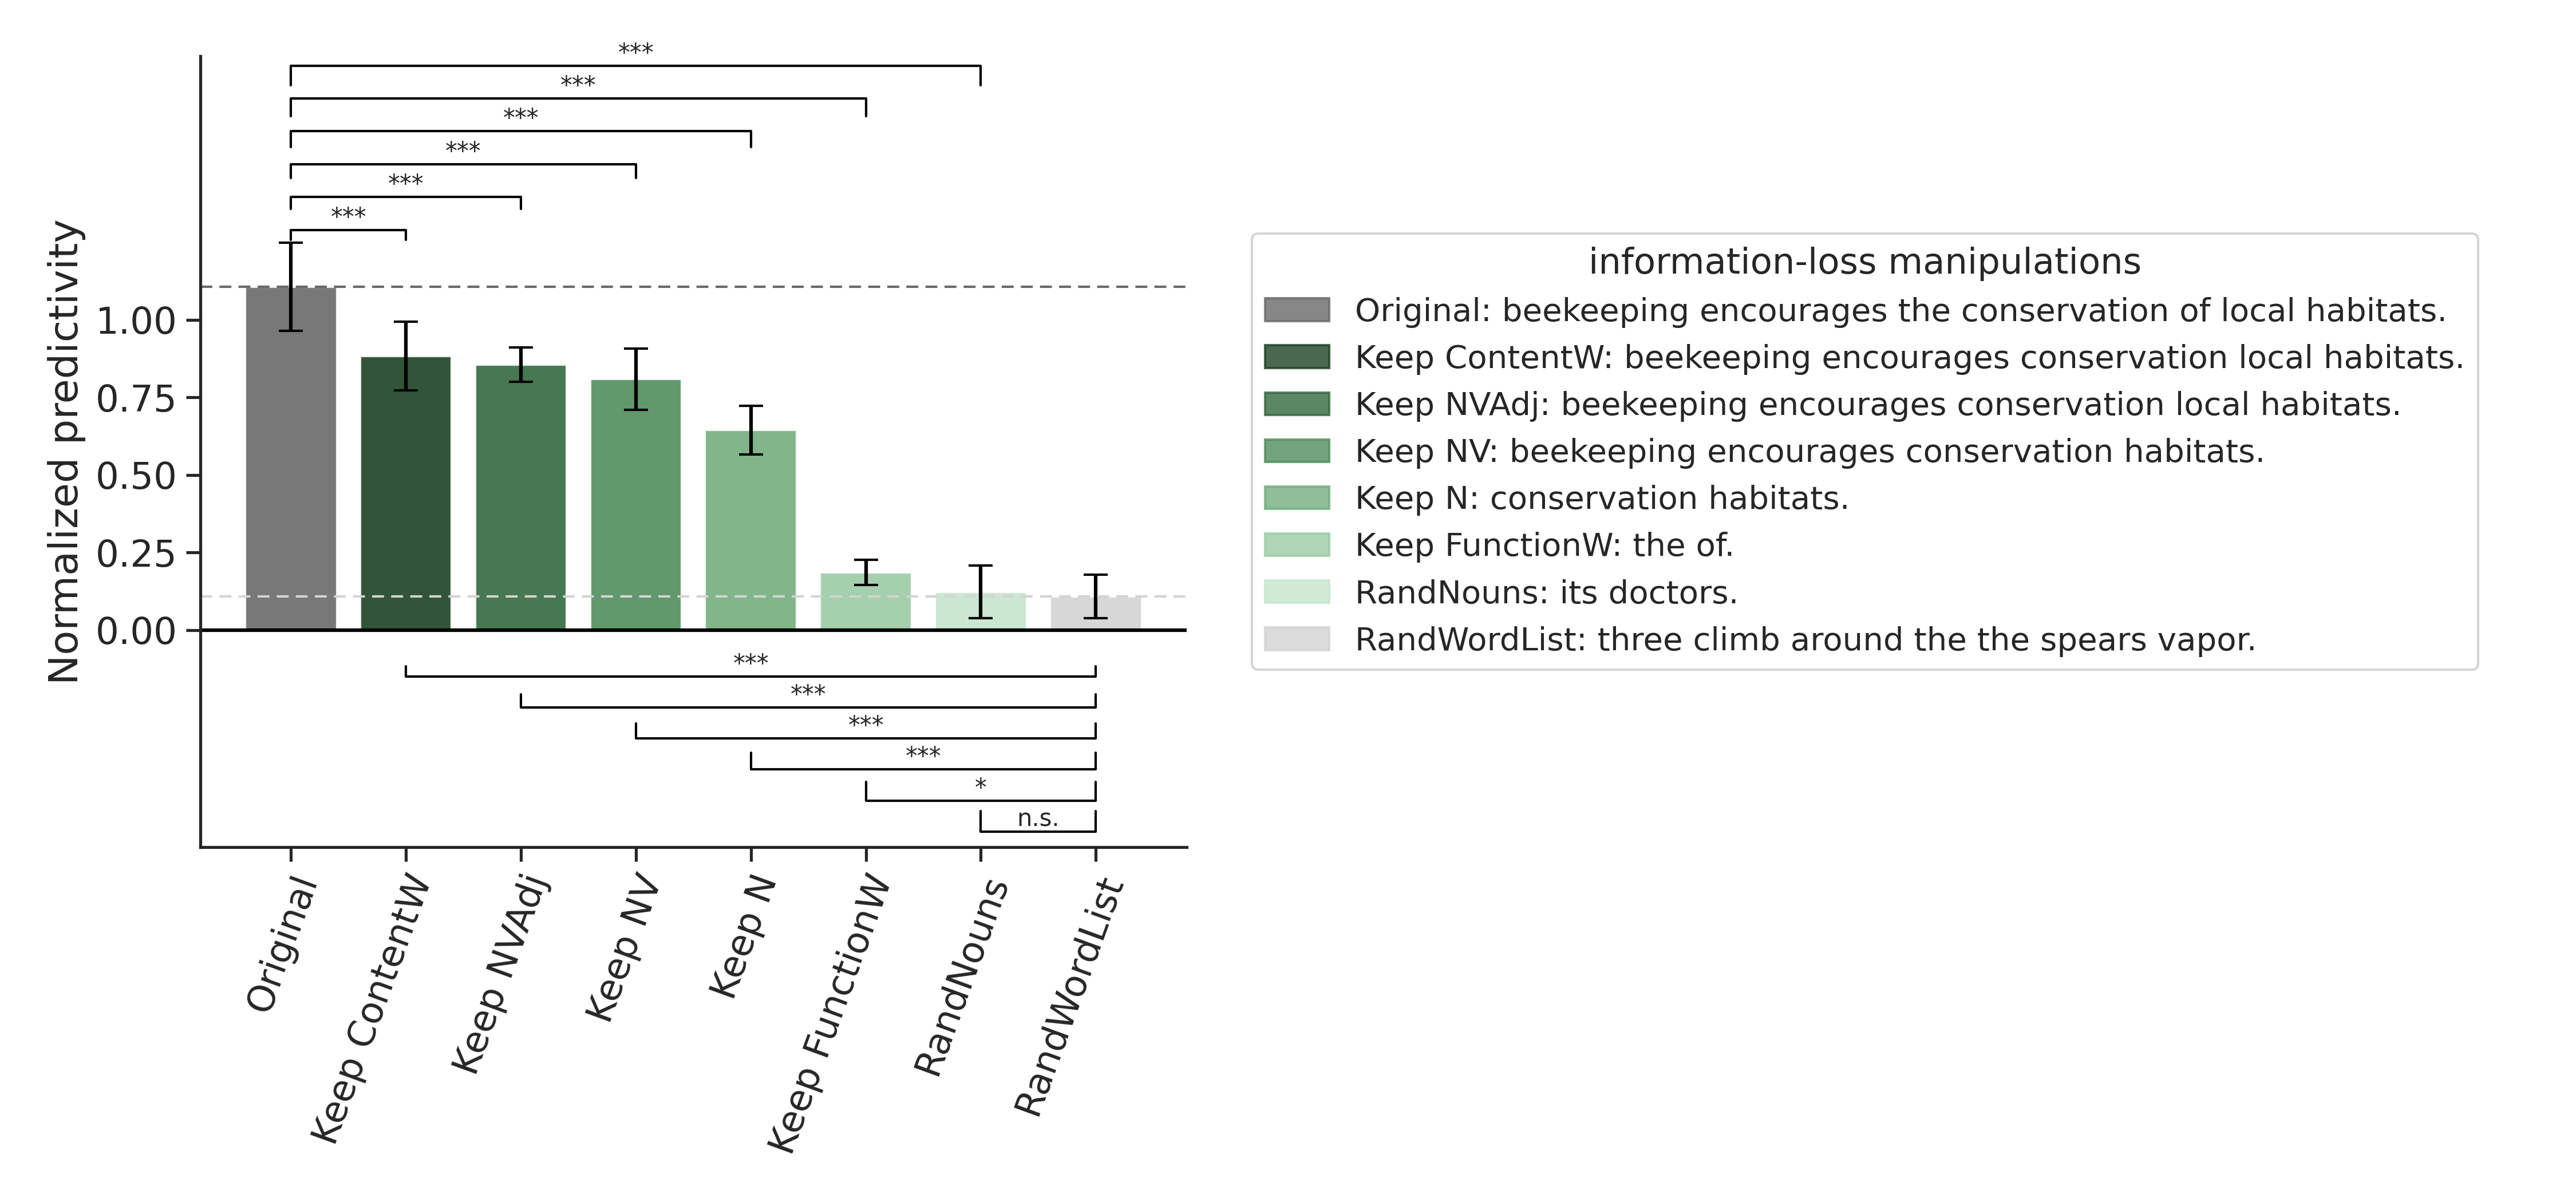 ***
***
***
***
***
***
Normalized predictivity
1.00
0.75
0.50
0.25
0.00
***
***
***
***
*
n.s.
Original
Keep ContentW
Keep NVAdj
Keep NV
Keep N
Keep FunctionW
RandNouns
RandWordList
information-loss manipulations
Original: beekeeping encourages the conservation of local habitats.
Keep ContentW: beekeeping encourages conservation local habitats.
Keep NVAdj: beekeeping encourages conservation local habitats.
Keep NV: beekeeping encourages conservation habitats.
Keep N: conservation habitats.
Keep FunctionW: the of.
RandNouns: its doctors.
RandWordList: three climb around the the spears vapor.